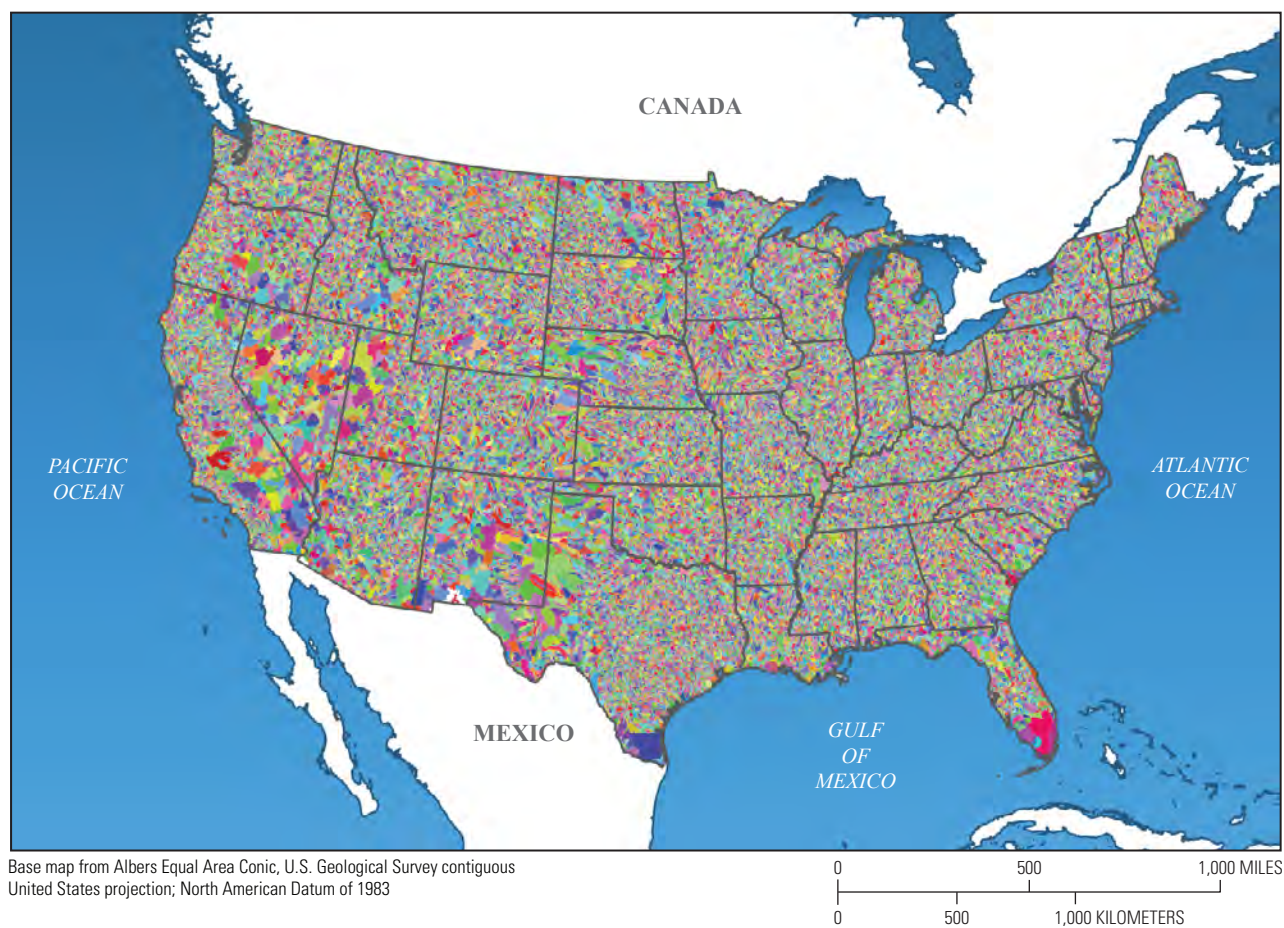 CANADA
PACIFIC
OCEAN
ATLANTIC
OCEAN
MEXICO
GULF
OF
MEXICO
Base map from Albers Equal Area Conic, U.S. Geological Survey contiguous
United States projection; North American Datum of 1983
0 500 1,000 MILES
0 500 1,000 KILOMETERS